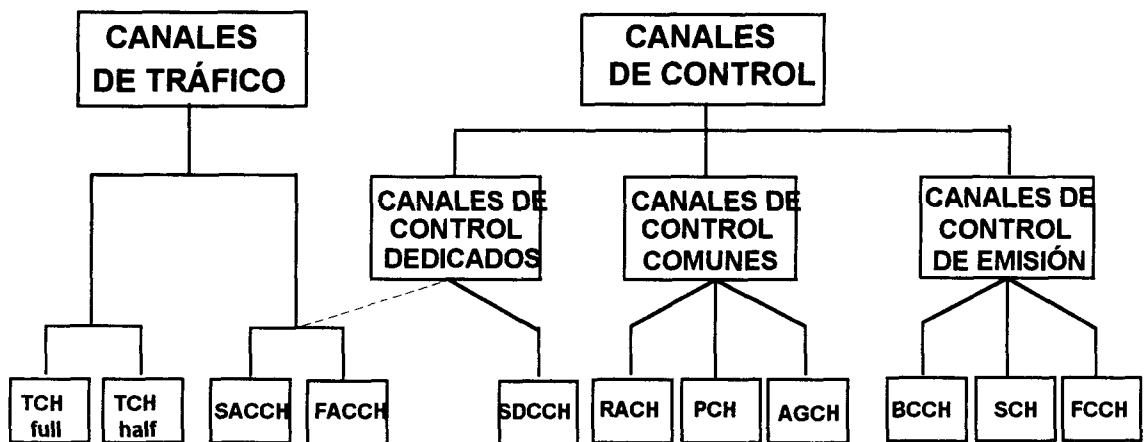 CANALES
DE TRÁFICO
CANALES
DE CONTROL
CANALES DE
CONTROL
DEDICADOS
CANALES DE
CONTROL
COMUNES
CANALES DE
CONTROL
DE EMISIÓN
TCH
full
TCH
half
SACCH
FACCH
SDCCH
RACH
PCH
AGCH
BCCH
SCH
FCCH